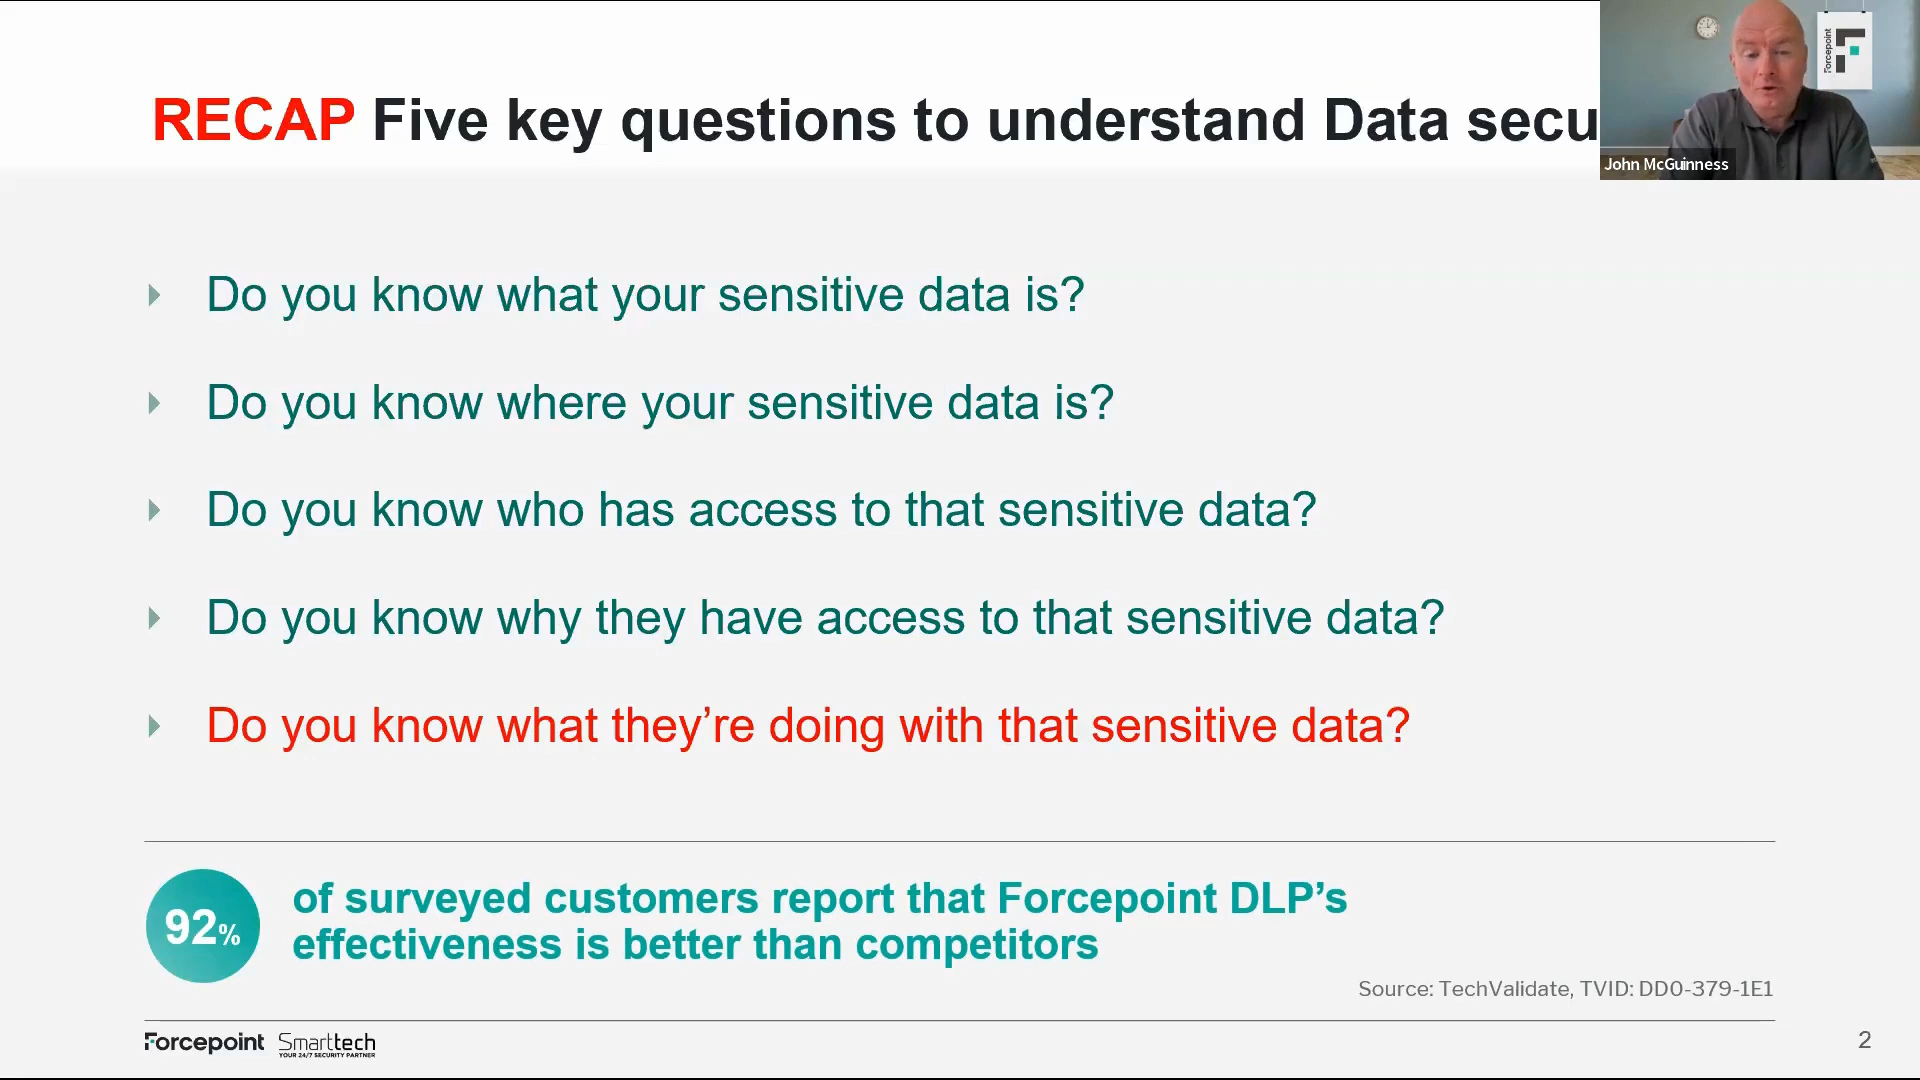 RECAP Five key questions to understand Data secu
Forcepoint
John McGuinness
Do you know what your sensitive data is?
Do you know where your sensitive data is?
Do you know who has access to that sensitive data?
Do you know why they have access to that sensitive data?
Do you know what they’re doing with that sensitive data?
92%
of surveyed customers report that Forcepoint DLP’s
effectiveness is better than competitors
Source: TechValidate, TVID: DD0-379-1E1
Forcepoint Smarttech
YOUR 24/7 SECURITY PARTNER
2